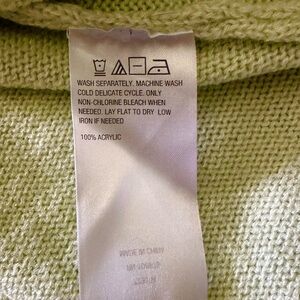 WASH SEPARATELY. MACHINE WASH
COLD DELICATE CYCLE. ONLY
NON-CHLORINE BLEACH WHEN
NEEDED. LAY FLAT TO DRY LOW
IRON IF NEEDED
100% ACRYLIC
MADE IN CHINA